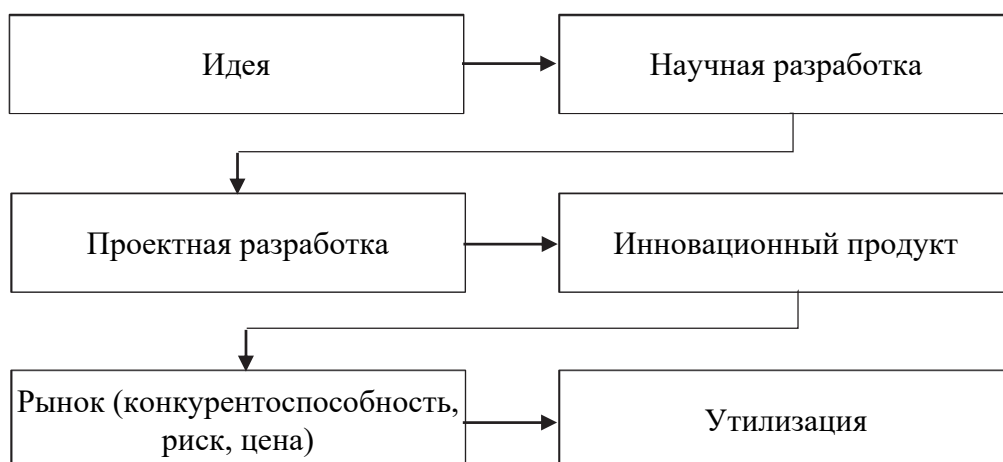 Идея
Научная разработка
Проектная разработка
Инновационный продукт
Рынок (конкурентоспособность,
риск, цена)
Утилизация